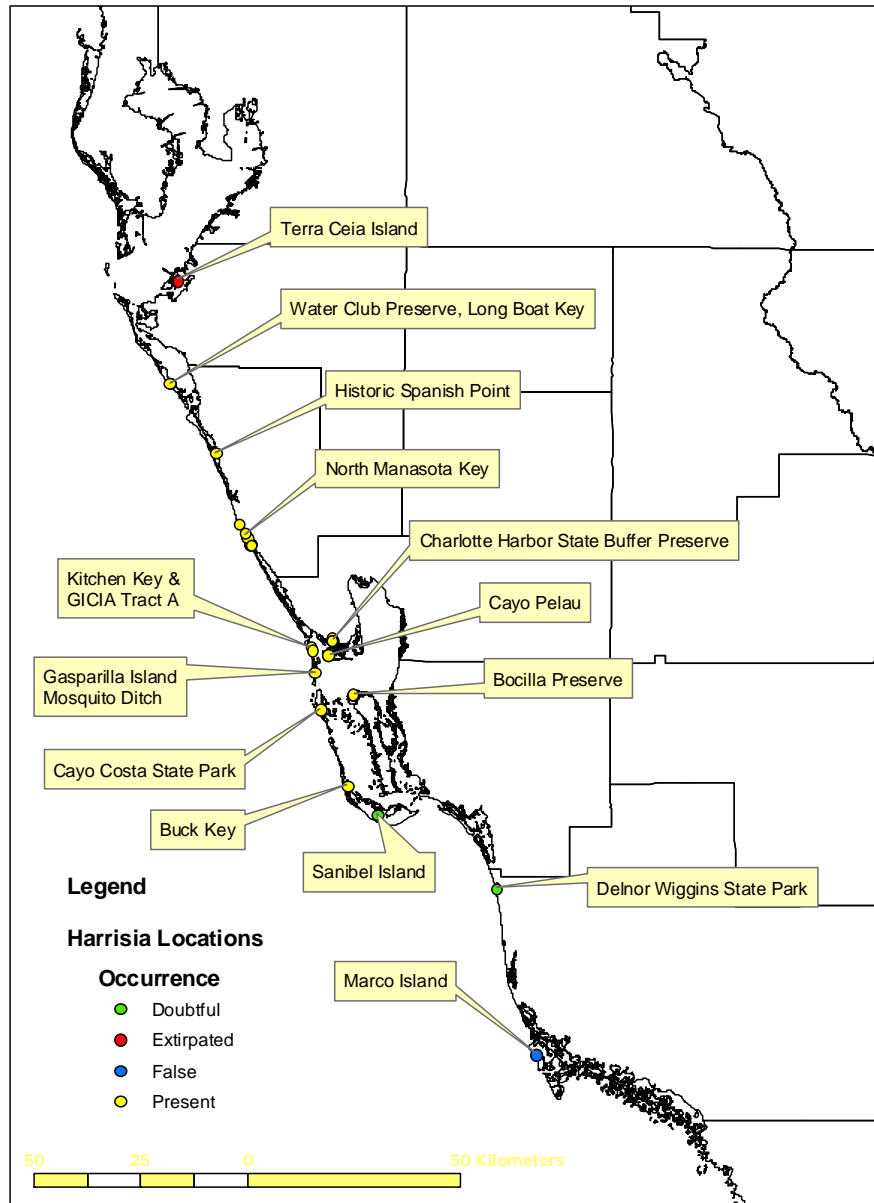 Terra Ceia Island
Water Club Preserve, Long Boat Key
Historic Spanish Point
North Manasota Key
Charlotte Harbor State Buffer Preserve
Kitchen Key &
GICIA Tract A
Cayo Pelau
Gasparilla Island
Mosquito Ditch
Bocilla Preserve
Cayo Costa State Park
Buck Key
Sanibel Island
Delnor Wiggins State Park
Marco Island
Legend
Harrisia Locations
Occurrence
Doubtful
Extirpated
False
Present
50 25 0 50 Kilometers